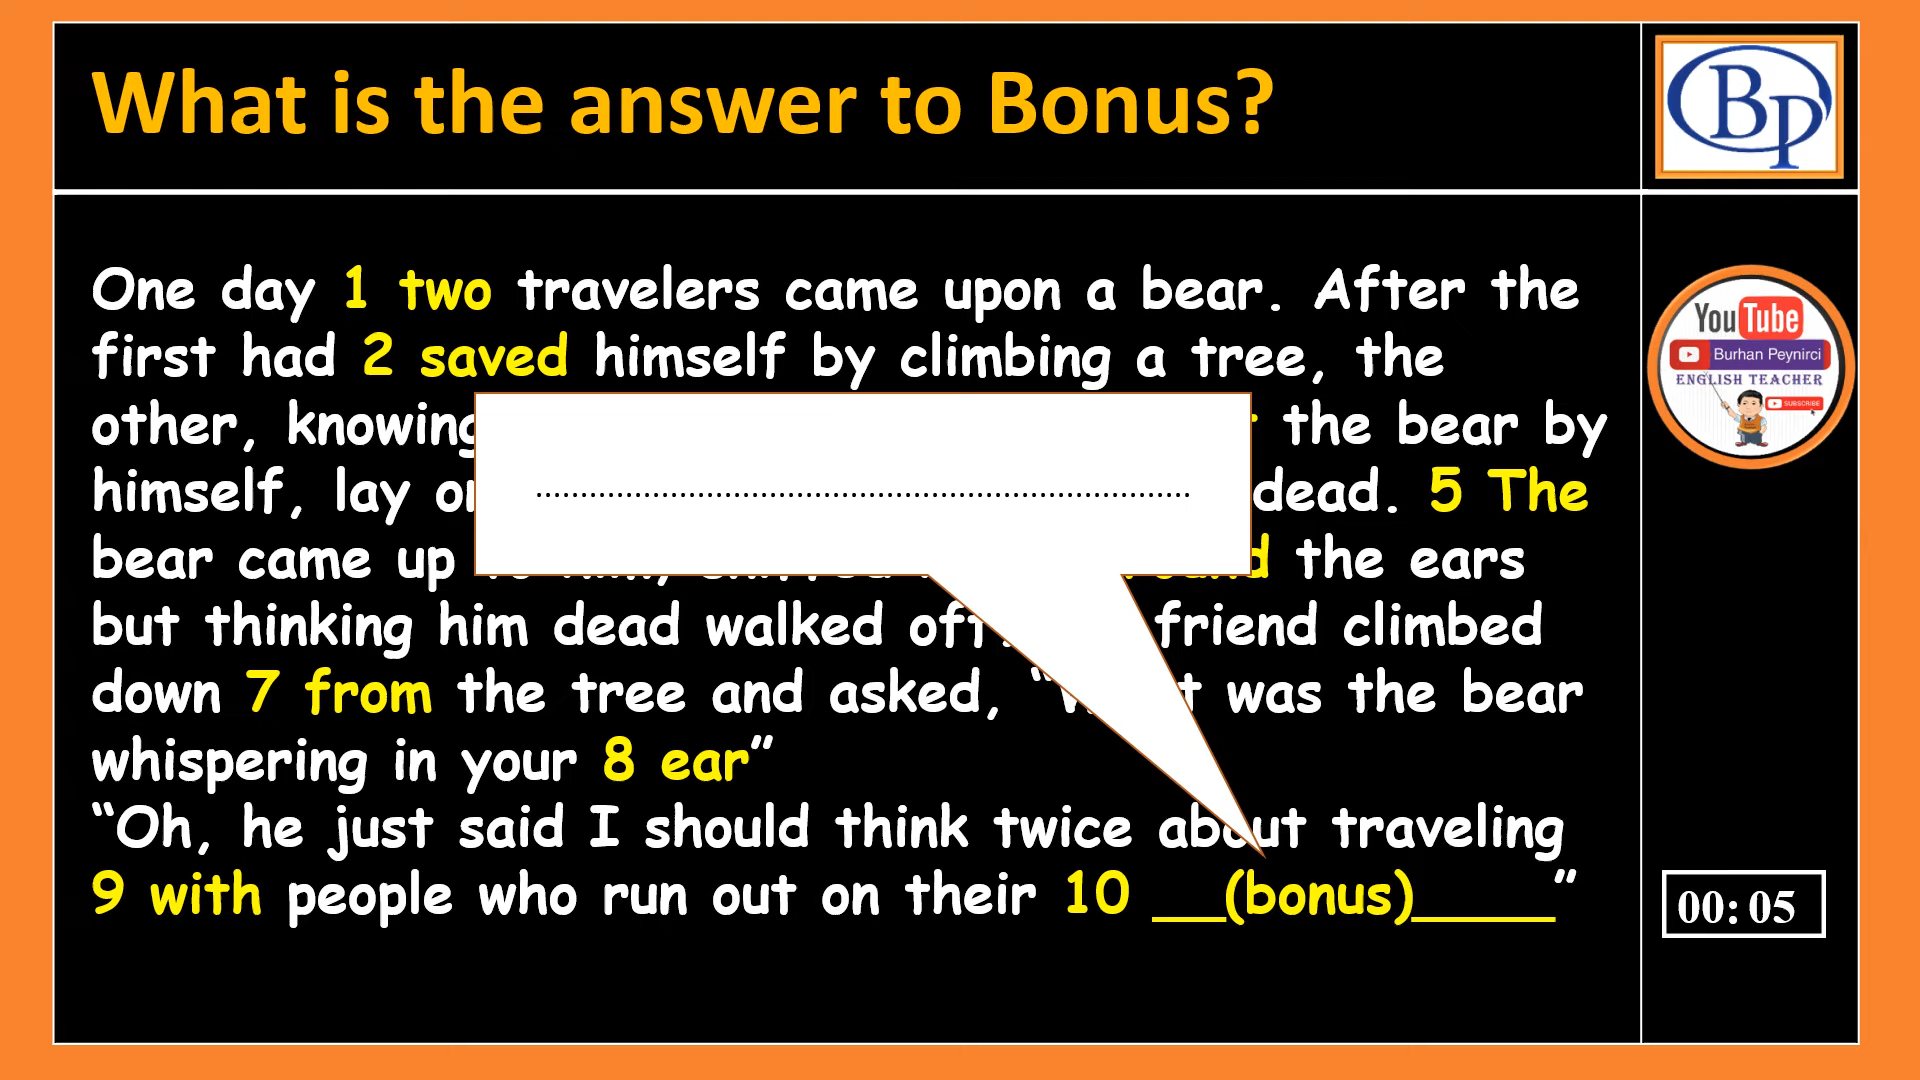 What is the answer to Bonus?
BP
One day 1 two travelers came upon a bear. After the
first had 2 saved himself by climbing a tree, the
other, knowing the bear by
himself, lay dead. 5 The
bear came up the ears
but thinking him dead walked off. friend climbed
down 7 from the tree and asked, “ was the bear
whispering in your 8 ear”
“Oh, he just said I should think twice about traveling
9 with people who run out on their 10 __(bonus)____”
YouTube
Burhan Peynirci
ENGLISH TEACHER
SUBSCRIBE
00: 05